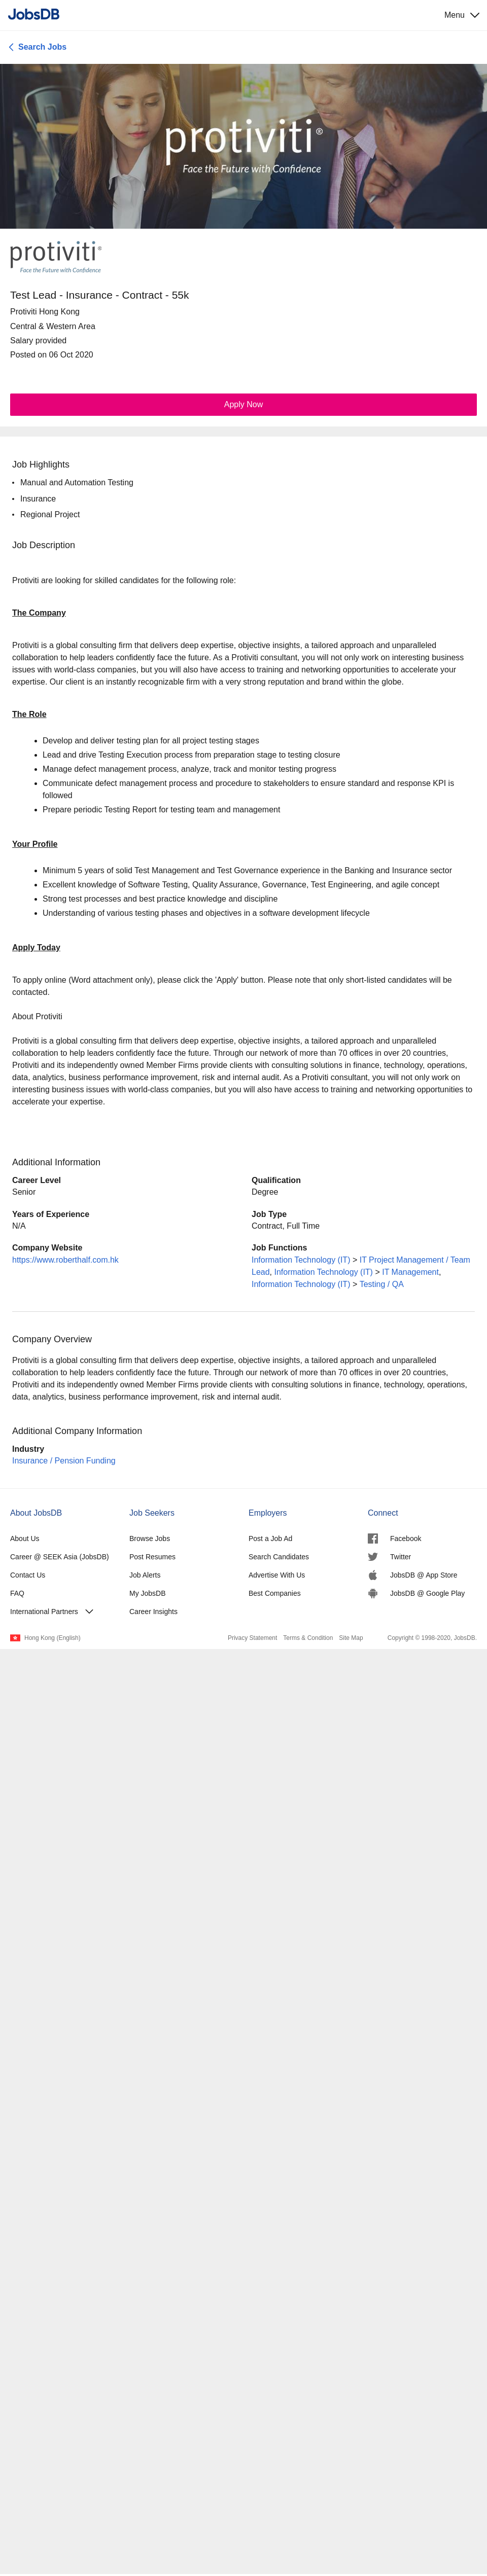 JobsDB
Menu
Search Jobs
protiviti®
Face the Future with Confidence
protiviti®
Face the Future with Confidence
Test Lead - Insurance - Contract - 55k
Protiviti Hong Kong
Central & Western Area
Salary provided
Posted on 06 Oct 2020
Apply Now
Job Highlights
• Manual and Automation Testing
• Insurance
• Regional Project
Job Description
Protiviti are looking for skilled candidates for the following role:
The Company
Protiviti is a global consulting firm that delivers deep expertise, objective insights, a tailored approach and unparalleled
collaboration to help leaders confidently face the future. As a Protiviti consultant, you will not only work on interesting business
issues with world-class companies, but you will also have access to training and networking opportunities to accelerate your
expertise. Our client is an instantly recognizable firm with a very strong reputation and brand within the globe.
The Role
• Develop and deliver testing plan for all project testing stages
• Lead and drive Testing Execution process from preparation stage to testing closure
• Manage defect management process, analyze, track and monitor testing progress
• Communicate defect management process and procedure to stakeholders to ensure standard and response KPI is
followed
• Prepare periodic Testing Report for testing team and management
Your Profile
• Minimum 5 years of solid Test Management and Test Governance experience in the Banking and Insurance sector
• Excellent knowledge of Software Testing, Quality Assurance, Governance, Test Engineering, and agile concept
• Strong test processes and best practice knowledge and discipline
• Understanding of various testing phases and objectives in a software development lifecycle
Apply Today
To apply online (Word attachment only), please click the 'Apply' button. Please note that only short-listed candidates will be
contacted.
About Protiviti
Protiviti is a global consulting firm that delivers deep expertise, objective insights, a tailored approach and unparalleled
collaboration to help leaders confidently face the future. Through our network of more than 70 offices in over 20 countries,
Protiviti and its independently owned Member Firms provide clients with consulting solutions in finance, technology, operations,
data, analytics, business performance improvement, risk and internal audit. As a Protiviti consultant, you will not only work on
interesting business issues with world-class companies, but you will also have access to training and networking opportunities to
accelerate your expertise.
Additional Information
Career Level
Senior
Qualification
Degree
Years of Experience
N/A
Job Type
Contract, Full Time
Company Website
https://www.roberthalf.com.hk
Job Functions
Information Technology (IT) > IT Project Management / Team
Lead, Information Technology (IT) > IT Management,
Information Technology (IT) > Testing / QA
Company Overview
Protiviti is a global consulting firm that delivers deep expertise, objective insights, a tailored approach and unparalleled
collaboration to help leaders confidently face the future. Through our network of more than 70 offices in over 20 countries,
Protiviti and its independently owned Member Firms provide clients with consulting solutions in finance, technology, operations,
data, analytics, business performance improvement, risk and internal audit.
Additional Company Information
Industry
Insurance / Pension Funding
About JobsDB
About Us
Career @ SEEK Asia (JobsDB)
Contact Us
FAQ
International Partners
Job Seekers
Browse Jobs
Post Resumes
Job Alerts
My JobsDB
Career Insights
Employers
Post a Job Ad
Search Candidates
Advertise With Us
Best Companies
Connect
Facebook
Twitter
JobsDB @ App Store
JobsDB @ Google Play
Hong Kong (English)
Privacy Statement Terms & Condition Site Map Copyright © 1998-2020, JobsDB.